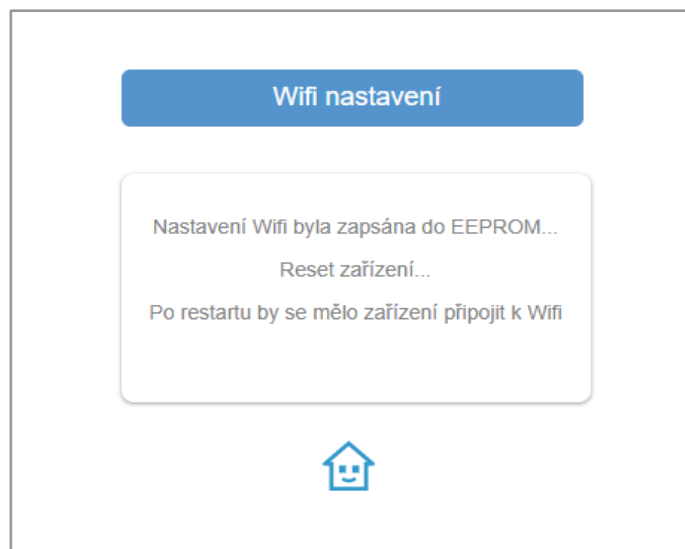 Wifi nastavení
Nastavení Wifi byla zapsána do EEPROM...
Reset zařízení...
Po restartu by se mělo zařízení připojit k Wifi